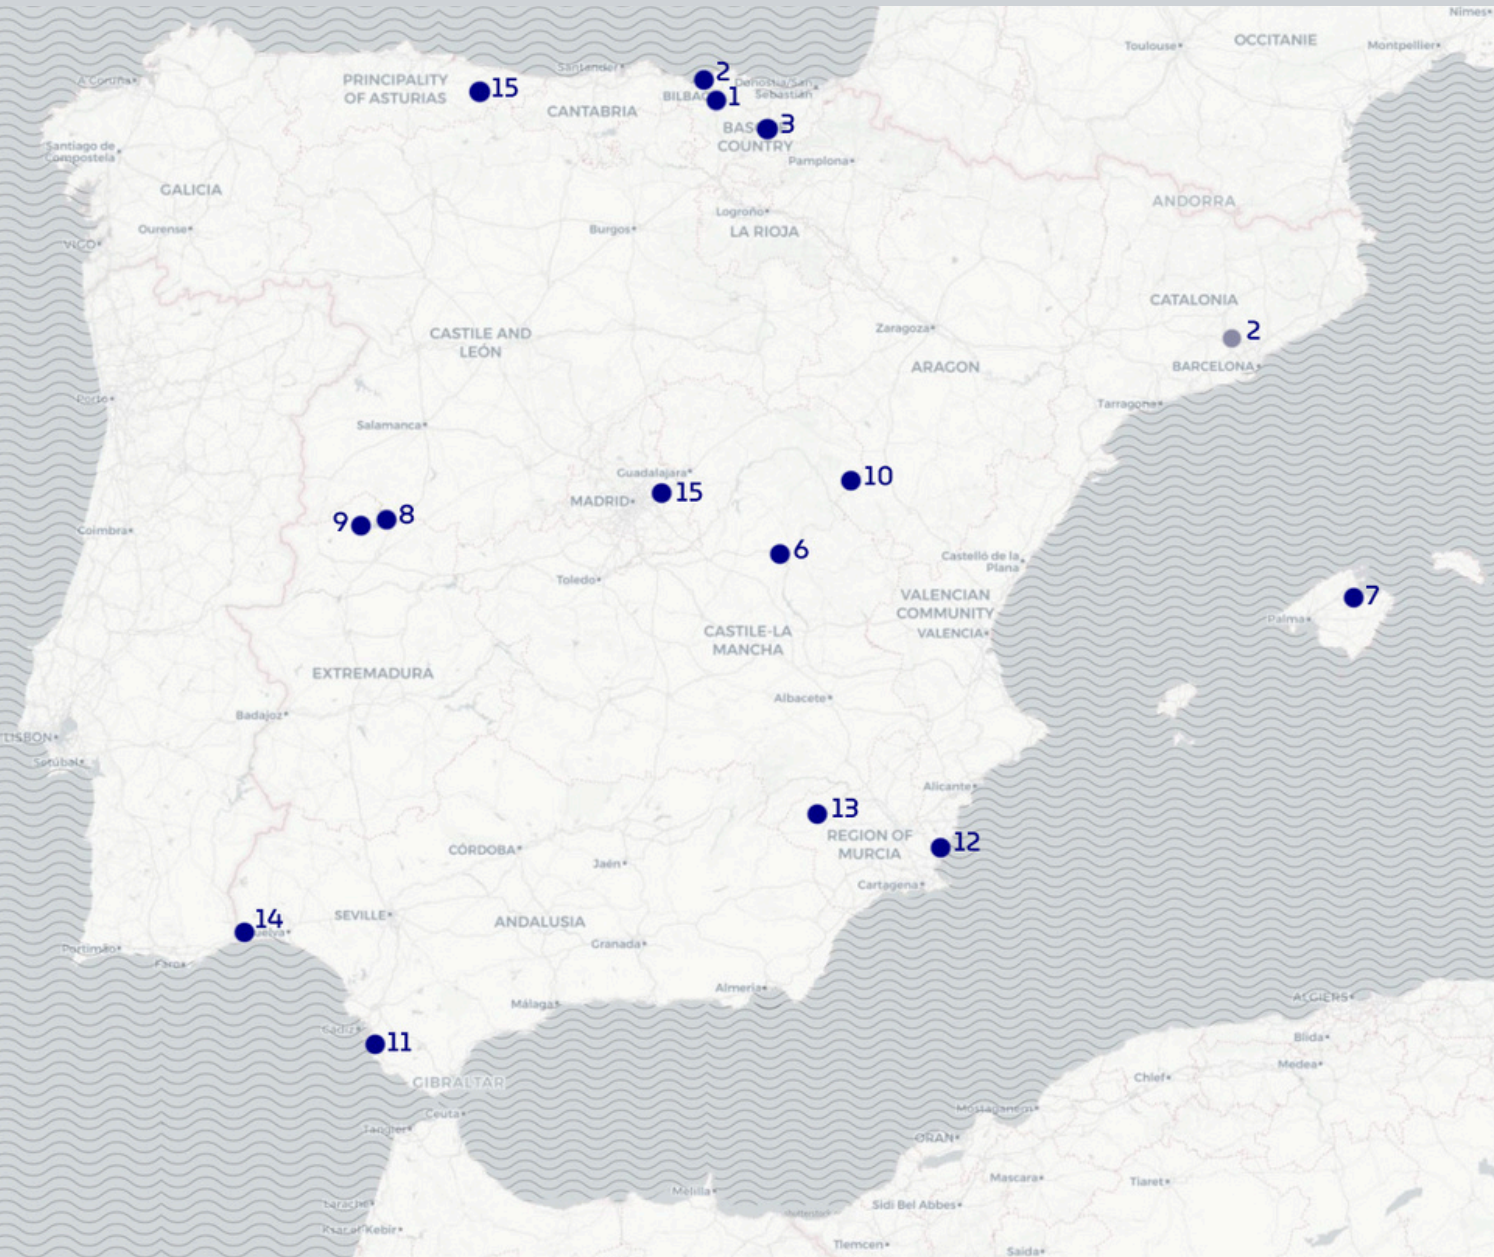 Nîmes
OCCITANIE
Toulouse
Montpellier
Santander
A Coruña
PRINCIPALITY
OF ASTURIAS
15
2
Donostia/San
Sebastián
BILBAO
1
CANTABRIA
3
BASQUE
COUNTRY
Santiago de
Compostela
Pamplona
GALICIA
ANDORRA
Logroño
Ourense
Burgos
LA RIOJA
VIGO
CATALONIA
CASTILE AND
LEÓN
Zaragoza
2
ARAGON
BARCELONA
Porto
Tarragona
Salamanca
Guadalajara
10
MADRID
15
9
8
Coimbra
6
Castelló de la
Plana
Toledo
VALENCIAN
COMMUNITY
7
Palma
CASTILE-LA
MANCHA
VALENCIA
EXTREMADURA
Albacete
Badajoz
LISBON
Setúbal
Alicante
13
REGION OF
MURCIA
12
CÓRDOBA
Jaén
Cartagena
SEVILLE
14
uelva
ANDALUSIA
Granada
Portimão
Faro
Almería
Málaga
ALGIERS
Cádiz
11
Blida
Medea
GIBRALTAR
Chlef
Ceuta
Mostaganem
Tangier
ORAN
Mascara
Tiaret
Melilla
Larache
Sidi Bel Abbes
Ksar el Kebir
Tlemcen
Saida